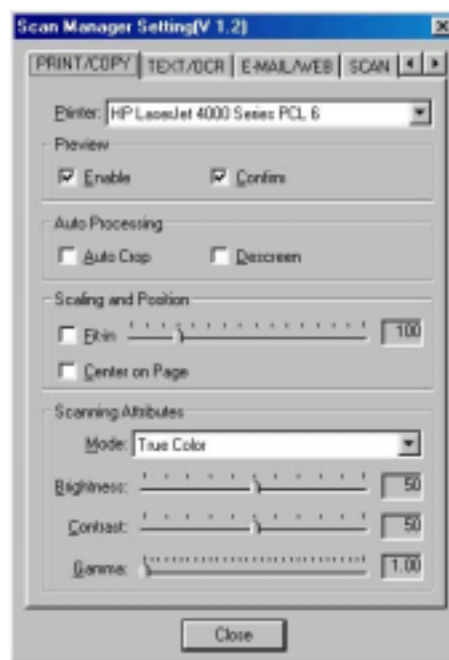 Scan Manager Setting(V 1.2)
PRINT/COPY TEXT/OCR E-MAIL/WEB SCAN
Printer: HP LaserJet 4000 Series PCL 6
Preview
Enable Confirm
Auto Processing
Auto Crop Descreen
Scaling and Position
Fit-in 100
Center on Page
Scanning Attributes
Mode: True Color
Brightness: 50
Contrast: 50
Gamma: 1.00
Close